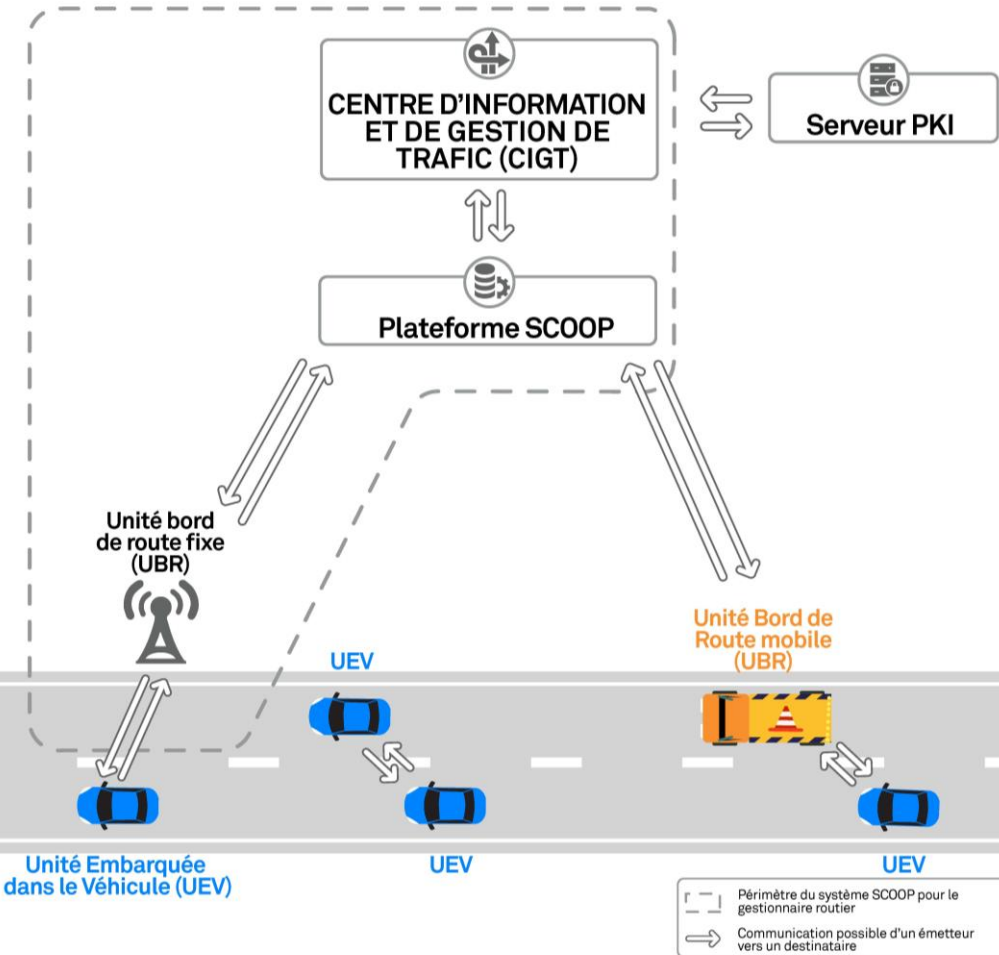 CENTRE D'INFORMATION
ET DE GESTION DE
TRAFIC (CIGT)
Serveur PKI
Plateforme SCOOP
Unité bord
de route fixe
(UBR)
Unité Bord de
Route mobile
(UBR)
UEV
Unité Embarquée
dans le Véhicule (UEV)
UEV
UEV
Périmètre du système SCOOP pour le
gestionnaire routier
Communication possible d'un émetteur
vers un destinataire